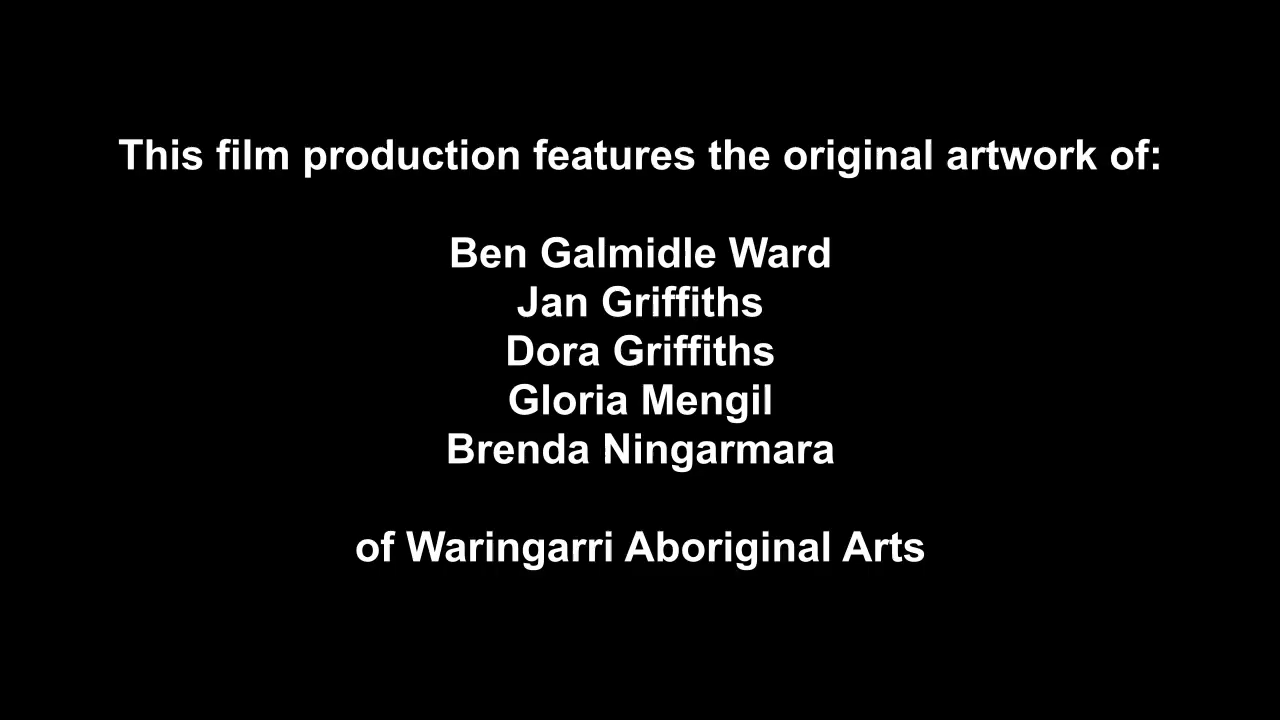 This film production features the original artwork of:
Ben Galmidle Ward
Jan Griffiths
Dora Griffiths
Gloria Mengil
Brenda Ningarmara
of Waringarri Aboriginal Arts